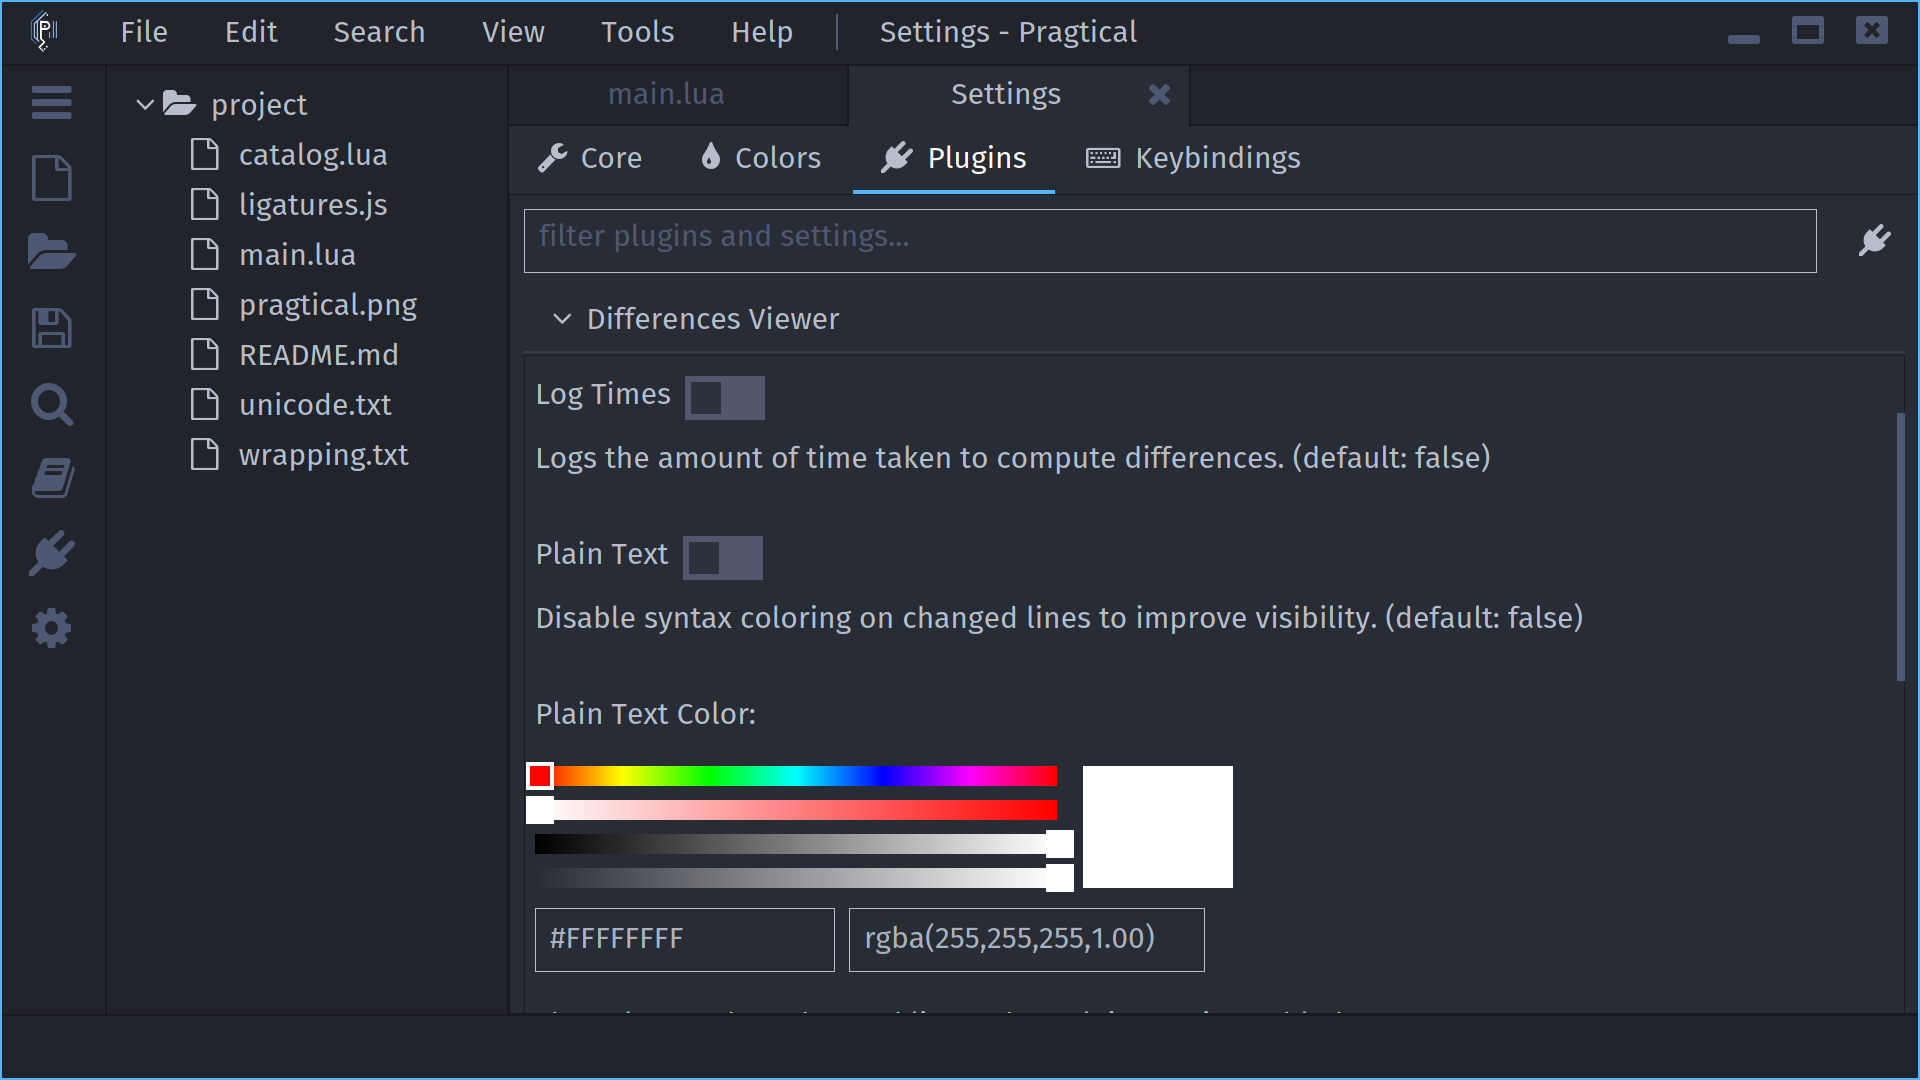 File Edit Search View Tools Help Settings - Pragtical
project
catalog.lua
ligatures.js
main.lua
pragtical.png
README.md
unicode.txt
wrapping.txt
main.lua Settings
Core Colors Plugins Keybindings
filter plugins and settings...
Differences Viewer
Log Times
Logs the amount of time taken to compute differences. (default: false)
Plain Text
Disable syntax coloring on changed lines to improve visibility. (default: false)
Plain Text Color:
#FFFFFFFF rgba(255,255,255,1.00)